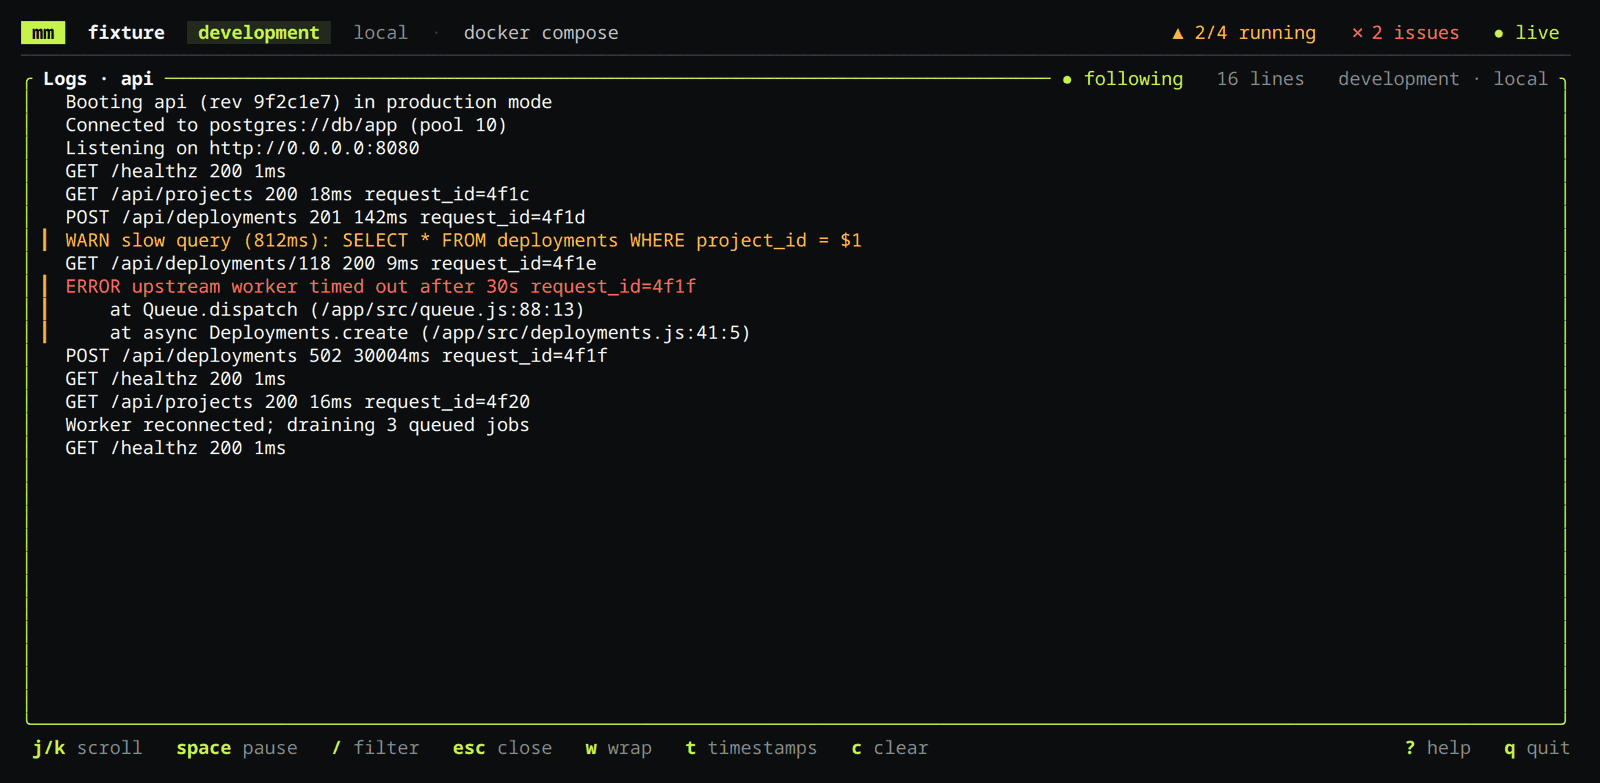 mm fixture development local · docker compose ▲ 2/4 running × 2 issues ● live
Logs · api ● following 16 lines development · local
Booting api (rev 9f2c1e7) in production mode
Connected to postgres://db/app (pool 10)
Listening on http://0.0.0.0:8080
GET /healthz 200 1ms
GET /api/projects 200 18ms request_id=4f1c
POST /api/deployments 201 142ms request_id=4f1d
WARN slow query (812ms): SELECT * FROM deployments WHERE project_id = $1
GET /api/deployments/118 200 9ms request_id=4f1e
ERROR upstream worker timed out after 30s request_id=4f1f
    at Queue.dispatch (/app/src/queue.js:88:13)
    at async Deployments.create (/app/src/deployments.js:41:5)
POST /api/deployments 502 30004ms request_id=4f1f
GET /healthz 200 1ms
GET /api/projects 200 16ms request_id=4f20
Worker reconnected; draining 3 queued jobs
GET /healthz 200 1ms
j/k scroll space pause / filter esc close w wrap t timestamps c clear ? help q quit